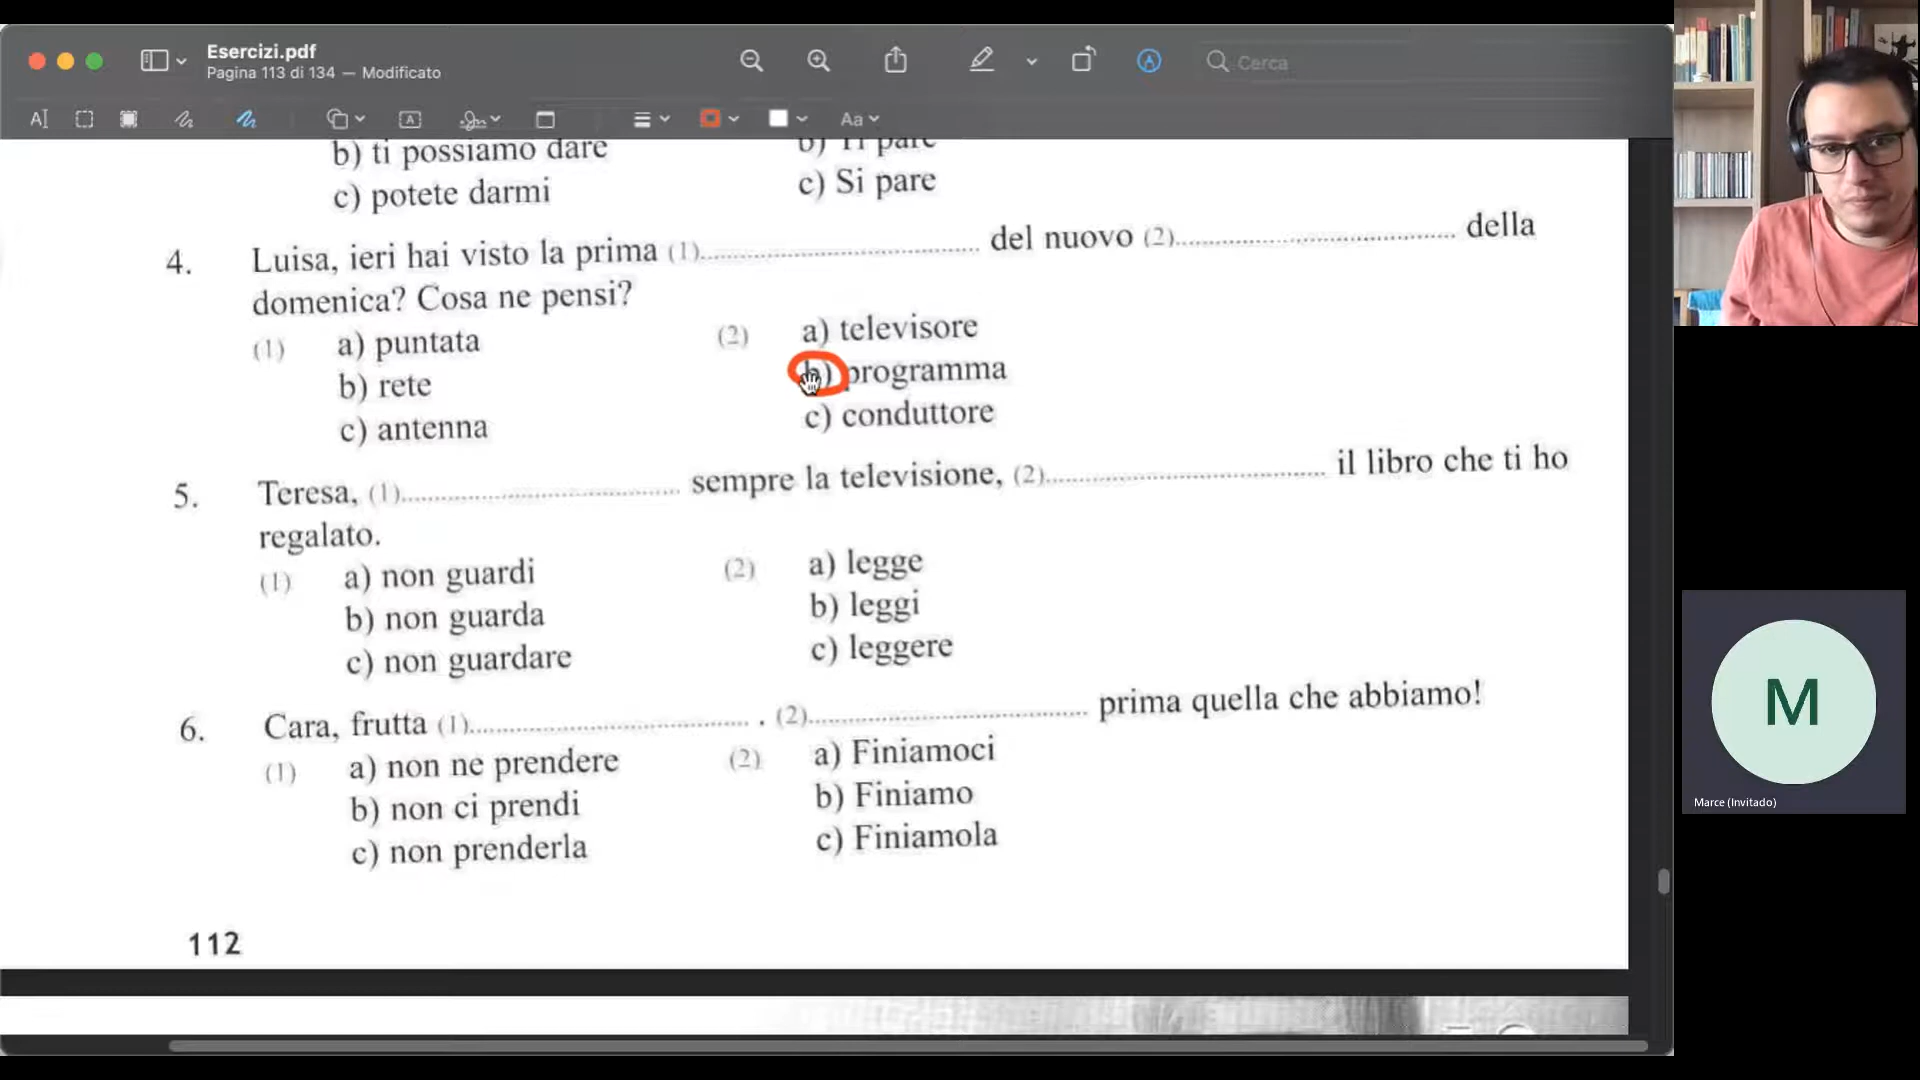 Esercizi.pdf
Pagina 113 di 134 — Modificato
Cerca
Aa
b) ti possiamo dare
b) Ti pare
c) potete darmi
c) Si pare
4. Luisa, ieri hai visto la prima (1)........................ del nuovo (2)........................ della
domenica? Cosa ne pensi?
(1) a) puntata (2) a) televisore
b) rete b) programma
c) antenna c) conduttore
5. Teresa, (1)........................ sempre la televisione, (2)........................ il libro che ti ho
regalato.
(1) a) non guardi (2) a) legge
b) non guarda b) leggi
c) non guardare c) leggere
6. Cara, frutta (1)........................ . (2)........................ prima quella che abbiamo!
(1) a) non ne prendere (2) a) Finiamoci
b) non ci prendi b) Finiamo
c) non prenderla c) Finiamola
112
M
Marce (Invitado)